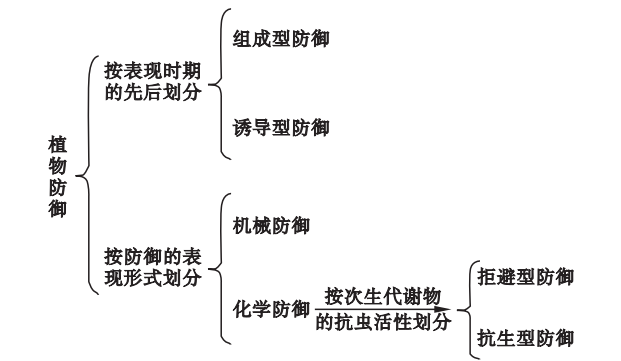 植物防御
按表现时期
的先后划分
组成型防御
诱导型防御
按防御的表
现形式划分
机械防御
化学防御
按次生代谢物
的抗虫活性划分
拒避型防御
抗生型防御